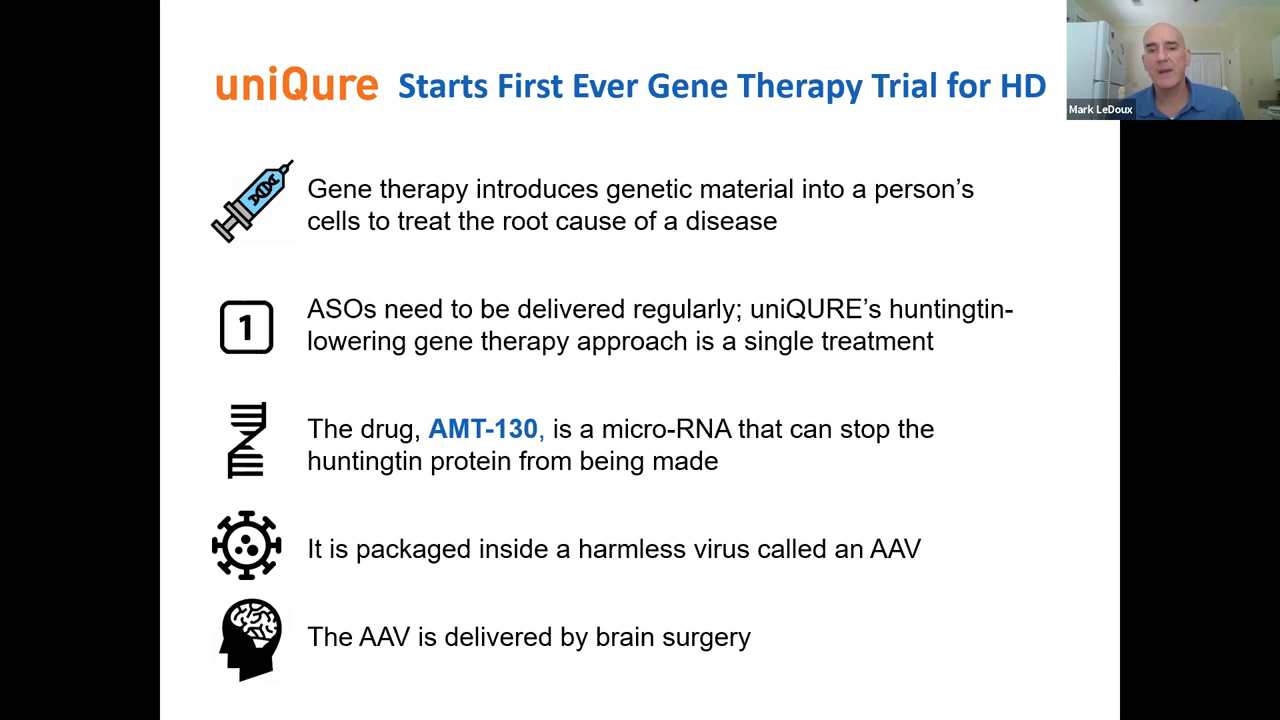 uniQure Starts First Ever Gene Therapy Trial for HD
Mark LeDoux
Gene therapy introduces genetic material into a person’s
cells to treat the root cause of a disease
1
ASOs need to be delivered regularly; uniQURE’s huntingtin-
lowering gene therapy approach is a single treatment
The drug, AMT-130, is a micro-RNA that can stop the
huntingtin protein from being made
It is packaged inside a harmless virus called an AAV
The AAV is delivered by brain surgery